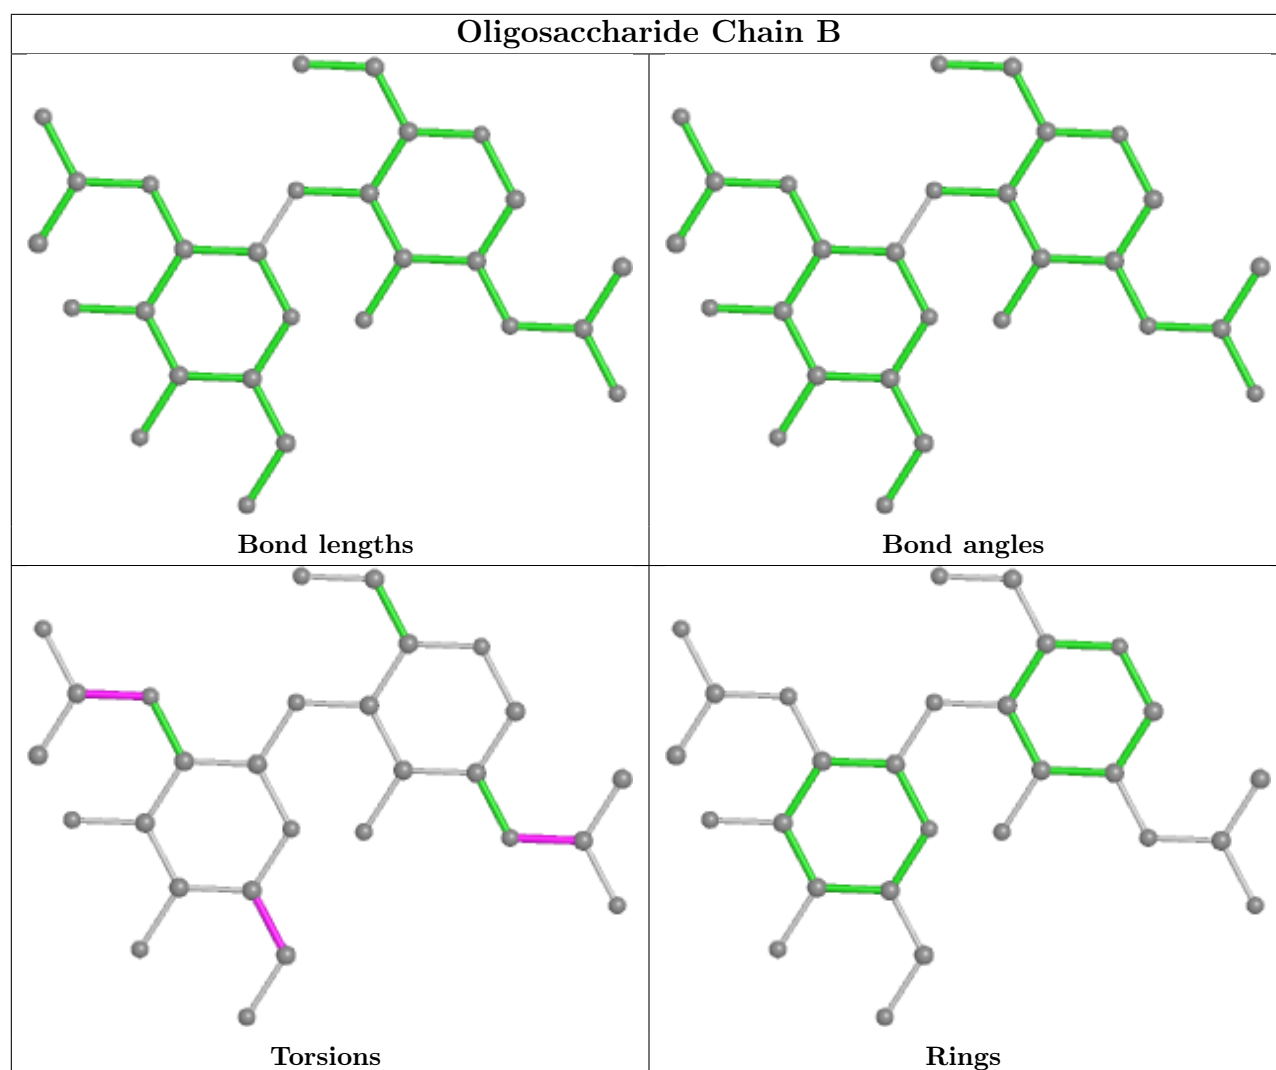 Oligosaccharide Chain B
Bond lengths
Bond angles
Torsions
Rings